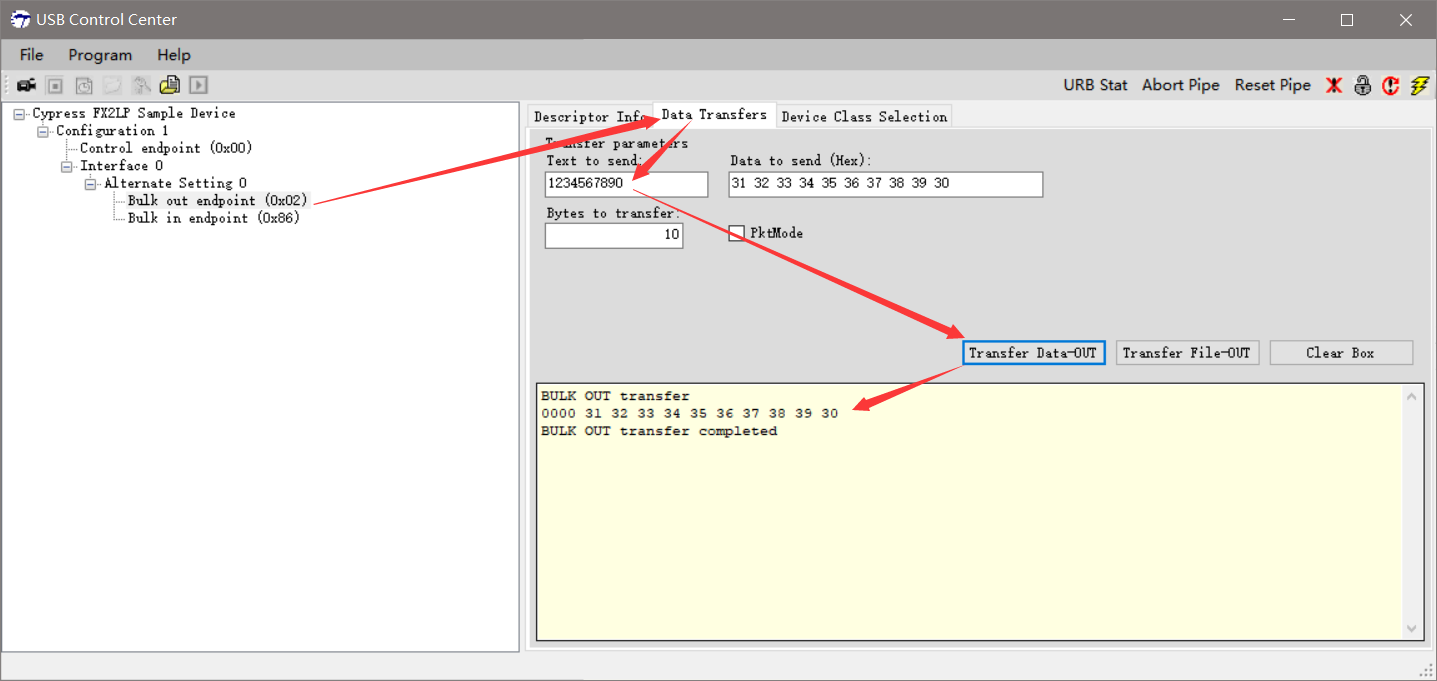 USB Control Center
File Program Help
URB Stat Abort Pipe Reset Pipe
Cypress FX2LP Sample Device
Configuration 1
Control endpoint (0x00)
Interface 0
Alternate Setting 0
Bulk out endpoint (0x02)
Bulk in endpoint (0x86)
Descriptor Info Data Transfers Device Class Selection
Transfer parameters
Text to send: Data to send (Hex):
1234567890 31 32 33 34 35 36 37 38 39 30
Bytes to transfer:
10 PktMode
Transfer Data-OUT Transfer File-OUT Clear Box
BULK OUT transfer
0000 31 32 33 34 35 36 37 38 39 30
BULK OUT transfer completed